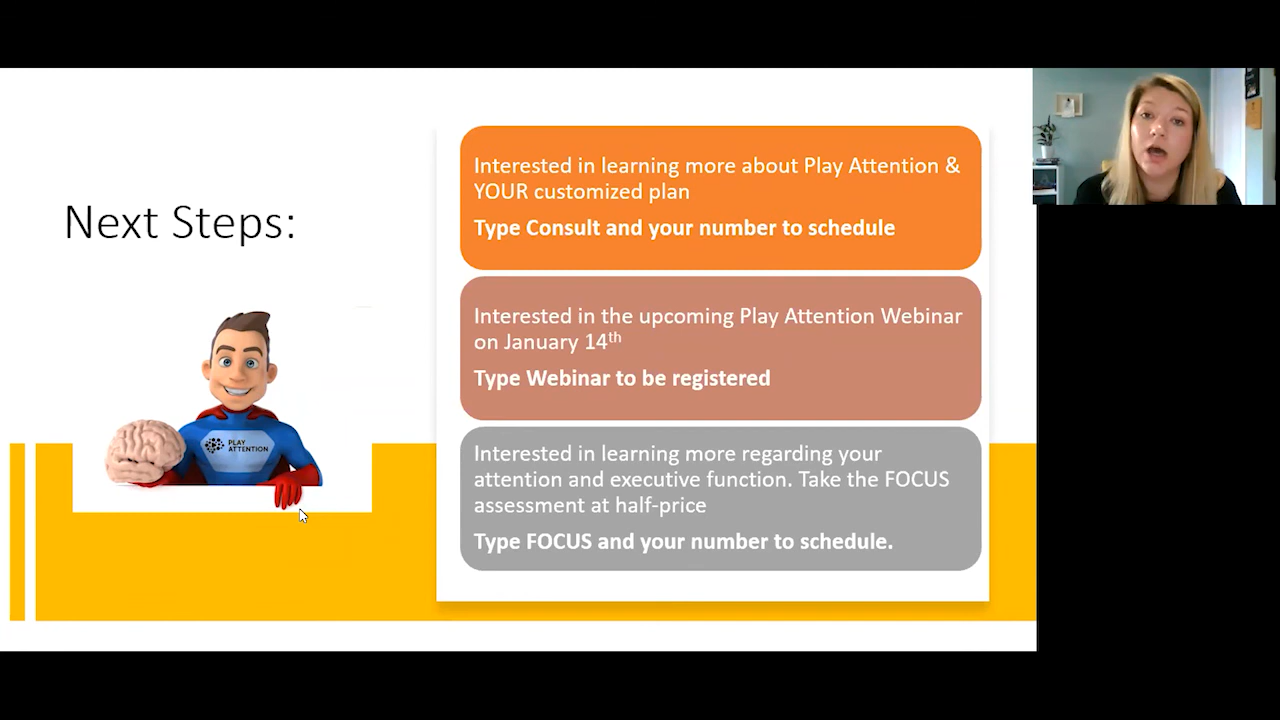 Next Steps:
PLAY
ATTENTION
Interested in learning more about Play Attention &
YOUR customized plan
Type Consult and your number to schedule
Interested in the upcoming Play Attention Webinar
on January 14th
Type Webinar to be registered
Interested in learning more regarding your
attention and executive function. Take the FOCUS
assessment at half-price
Type FOCUS and your number to schedule.